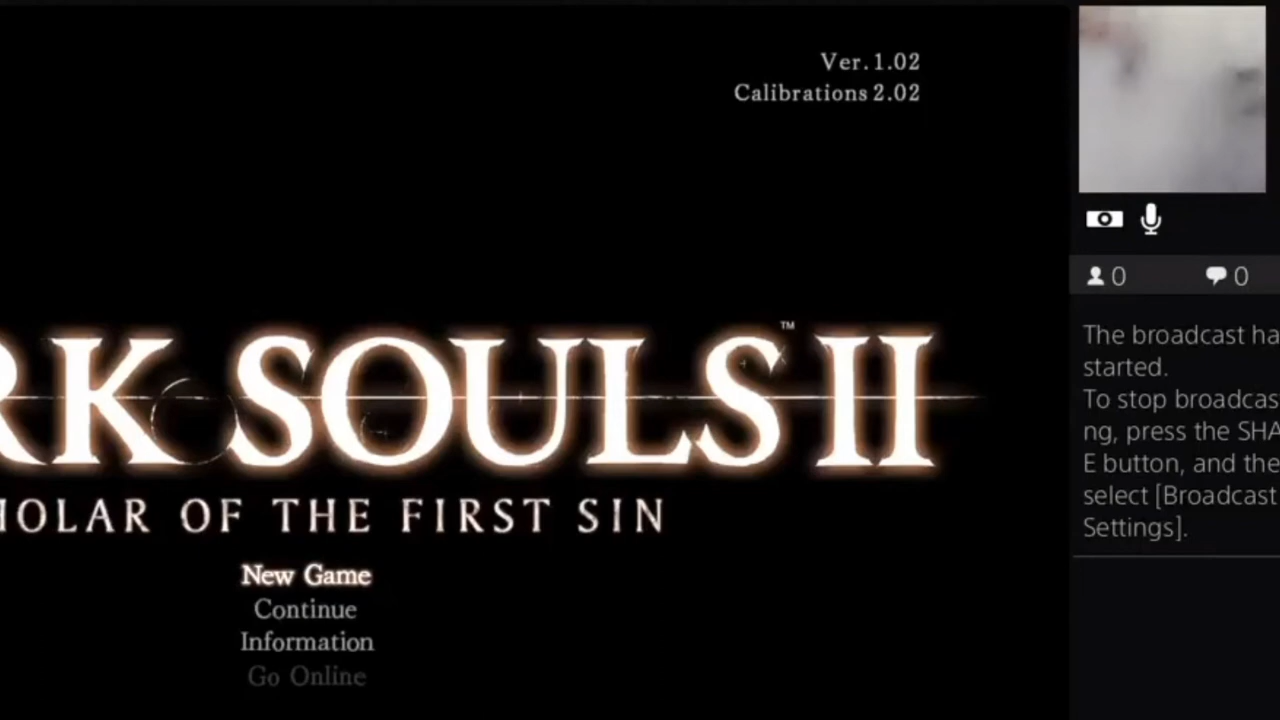 Ver.1.02
Calibrations 2.02
RK SOULS II
™
HOLAR OF THE FIRST SIN
New Game
Continue
Information
Go Online
0
0
The broadcast ha
started.
To stop broadcas
ng, press the SHA
E button, and the
select [Broadcast
Settings].